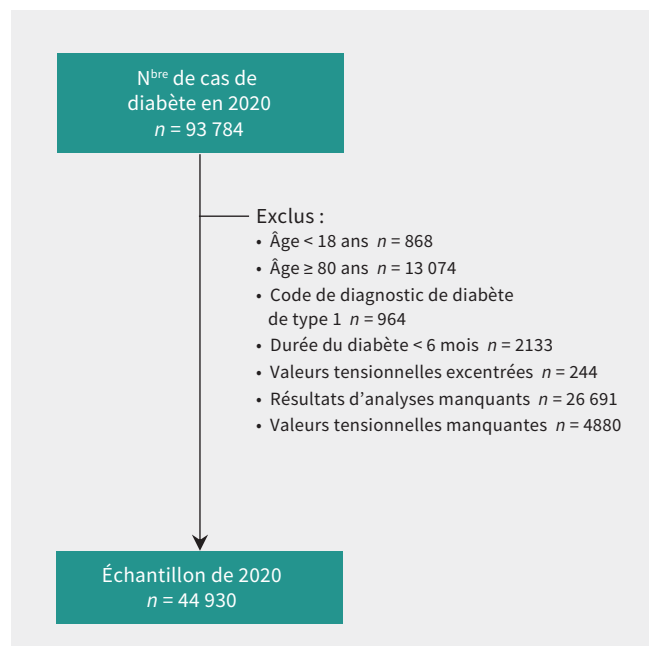 Nbre de cas de
diabète en 2020
n = 93 784
Exclus :
• Âge < 18 ans n = 868
• Âge ≥ 80 ans n = 13 074
• Code de diagnostic de diabète
de type 1 n = 964
• Durée du diabète < 6 mois n = 2133
• Valeurs tensionnelles excentrées n = 244
• Résultats d’analyses manquants n = 26 691
• Valeurs tensionnelles manquantes n = 4880
Échantillon de 2020
n = 44 930